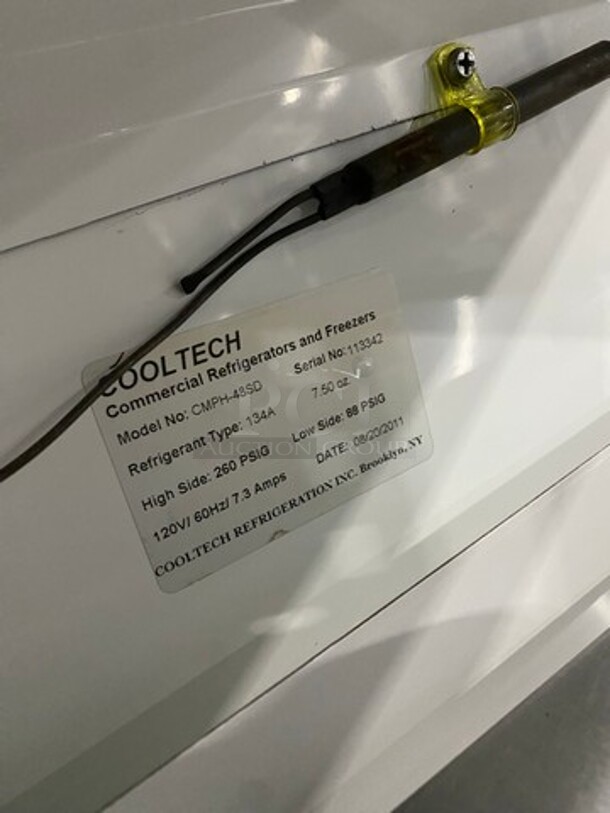 COOLTECH
Commercial Refrigerators and Freezers
Model No: CMPH-48SD Serial No: 113342
Refrigerant Type: 134A 7.50 oz
High Side: 260 PSIG Low Side: 88 PSIG
120V/ 60Hz/ 7.3 Amps DATE: 08/20/2011
COOLTECH REFRIGERATION INC. Brooklyn, NY
AUCTION GROUP